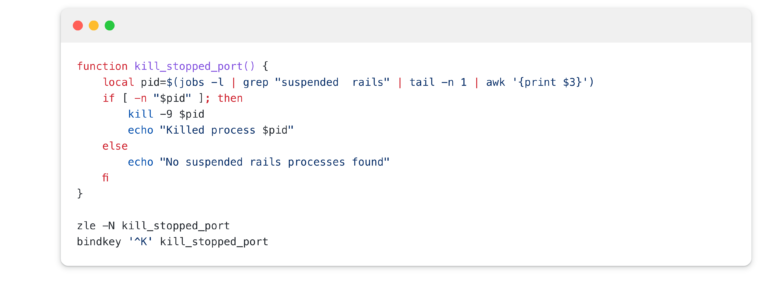 function kill_stopped_port() {
    local pid=$(jobs -l | grep "suspended  rails" | tail -n 1 | awk '{print $3}')
    if [ -n "$pid" ]; then
        kill -9 $pid
        echo "Killed process $pid"
    else
        echo "No suspended rails processes found"
    fi
}

zle -N kill_stopped_port
bindkey '^K' kill_stopped_port